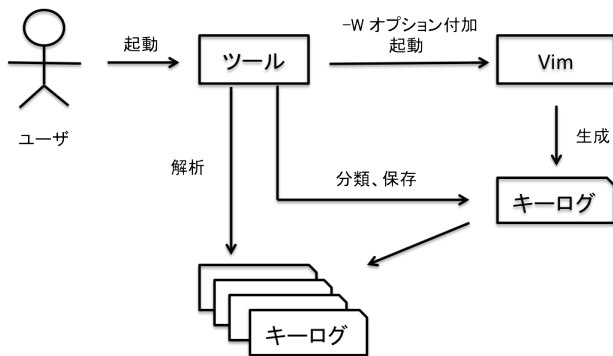 -W オプション付加
起動
起動
ツール
Vim
ユーザ
生成
解析
分類、保存
キーログ
キーログ